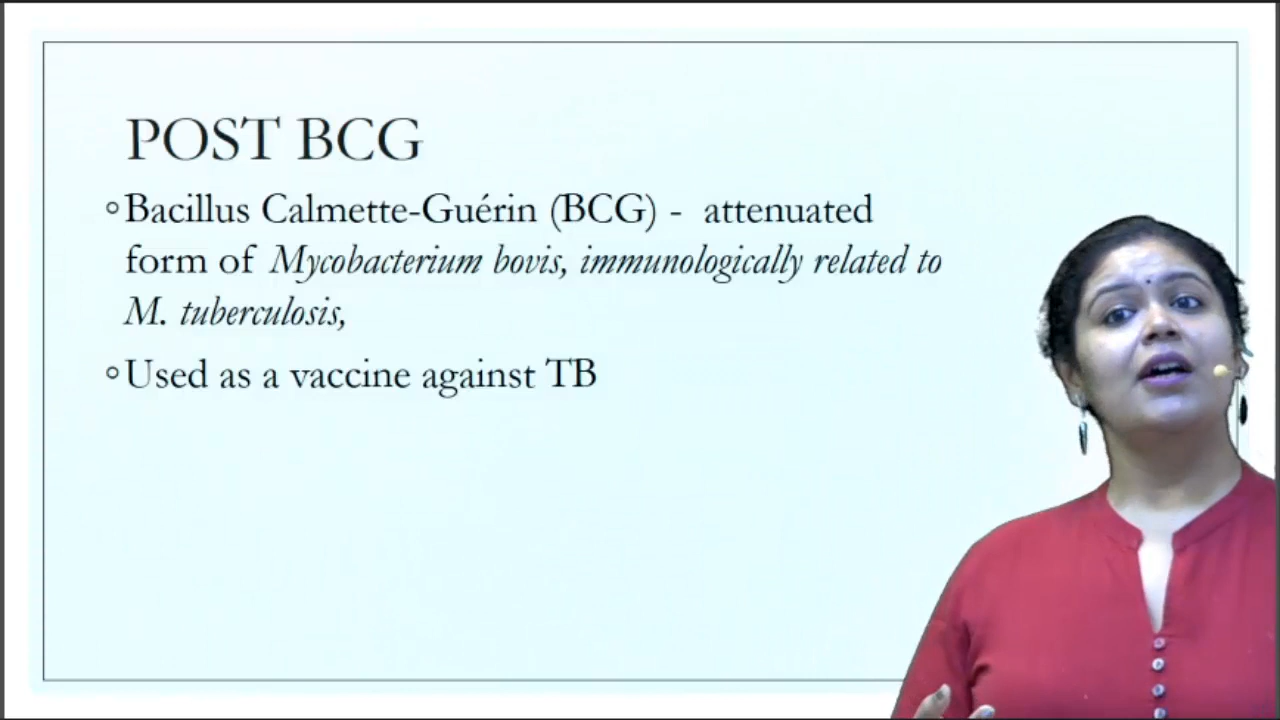 POST BCG
◦Bacillus Calmette-Guérin (BCG) - attenuated
form of Mycobacterium bovis, immunologically related to
M. tuberculosis,
◦Used as a vaccine against TB